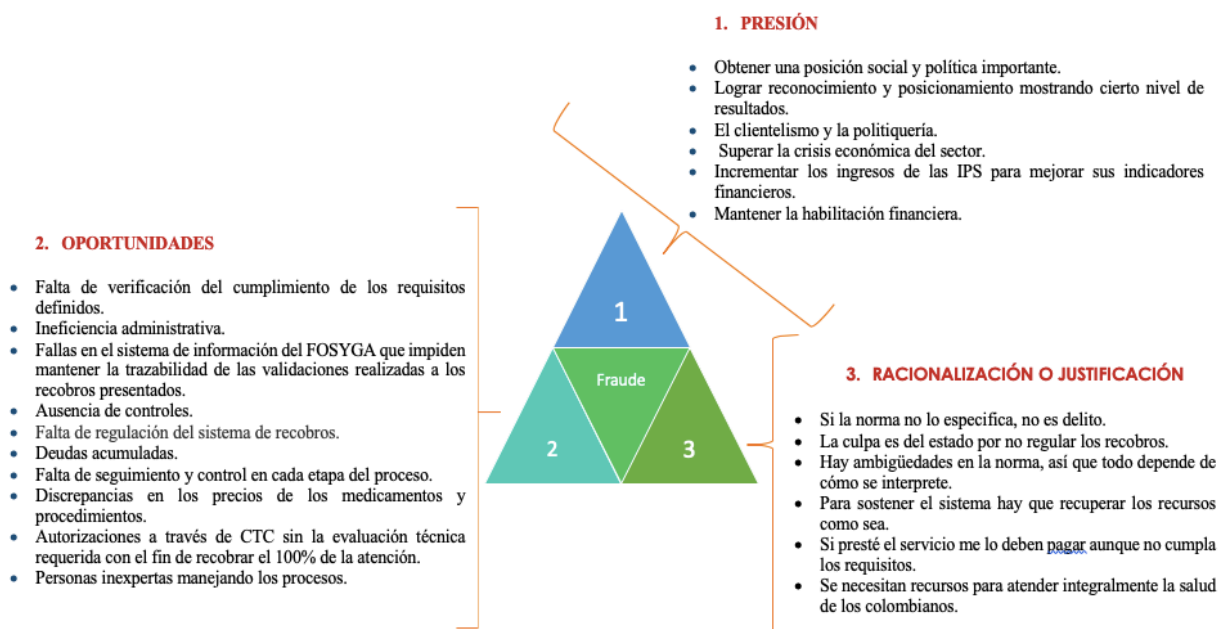 1. PRESIÓN
• Obtener una posición social y política importante.
• Lograr reconocimiento y posicionamiento mostrando cierto nivel de
resultados.
• El clientelismo y la politiquería.
• Superar la crisis económica del sector.
• Incrementar los ingresos de las IPS para mejorar sus indicadores
financieros.
• Mantener la habilitación financiera.
2. OPORTUNIDADES
• Falta de verificación del cumplimiento de los requisitos
definidos.
• Ineficiencia administrativa.
• Fallas en el sistema de información del FOSYGA que impiden
mantener la trazabilidad de las validaciones realizadas a los
recobros presentados.
• Ausencia de controles.
• Falta de regulación del sistema de recobros.
• Deudas acumuladas.
• Falta de seguimiento y control en cada etapa del proceso.
• Discrepancias en los precios de los medicamentos y
procedimientos.
• Autorizaciones a través de CTC sin la evaluación técnica
requerida con el fin de recobrar el 100% de la atención.
• Personas inexpertas manejando los procesos.
1
Fraude
2
3
3. RACIONALIZACIÓN O JUSTIFICACIÓN
• Si la norma no lo especifica, no es delito.
• La culpa es del estado por no regular los recobros.
• Hay ambigüedades en la norma, así que todo depende de
cómo se interprete.
• Para sostener el sistema hay que recuperar los recursos
como sea.
• Si presté el servicio me lo deben pagar aunque no cumpla
los requisitos.
• Se necesitan recursos para atender integralmente la salud
de los colombianos.